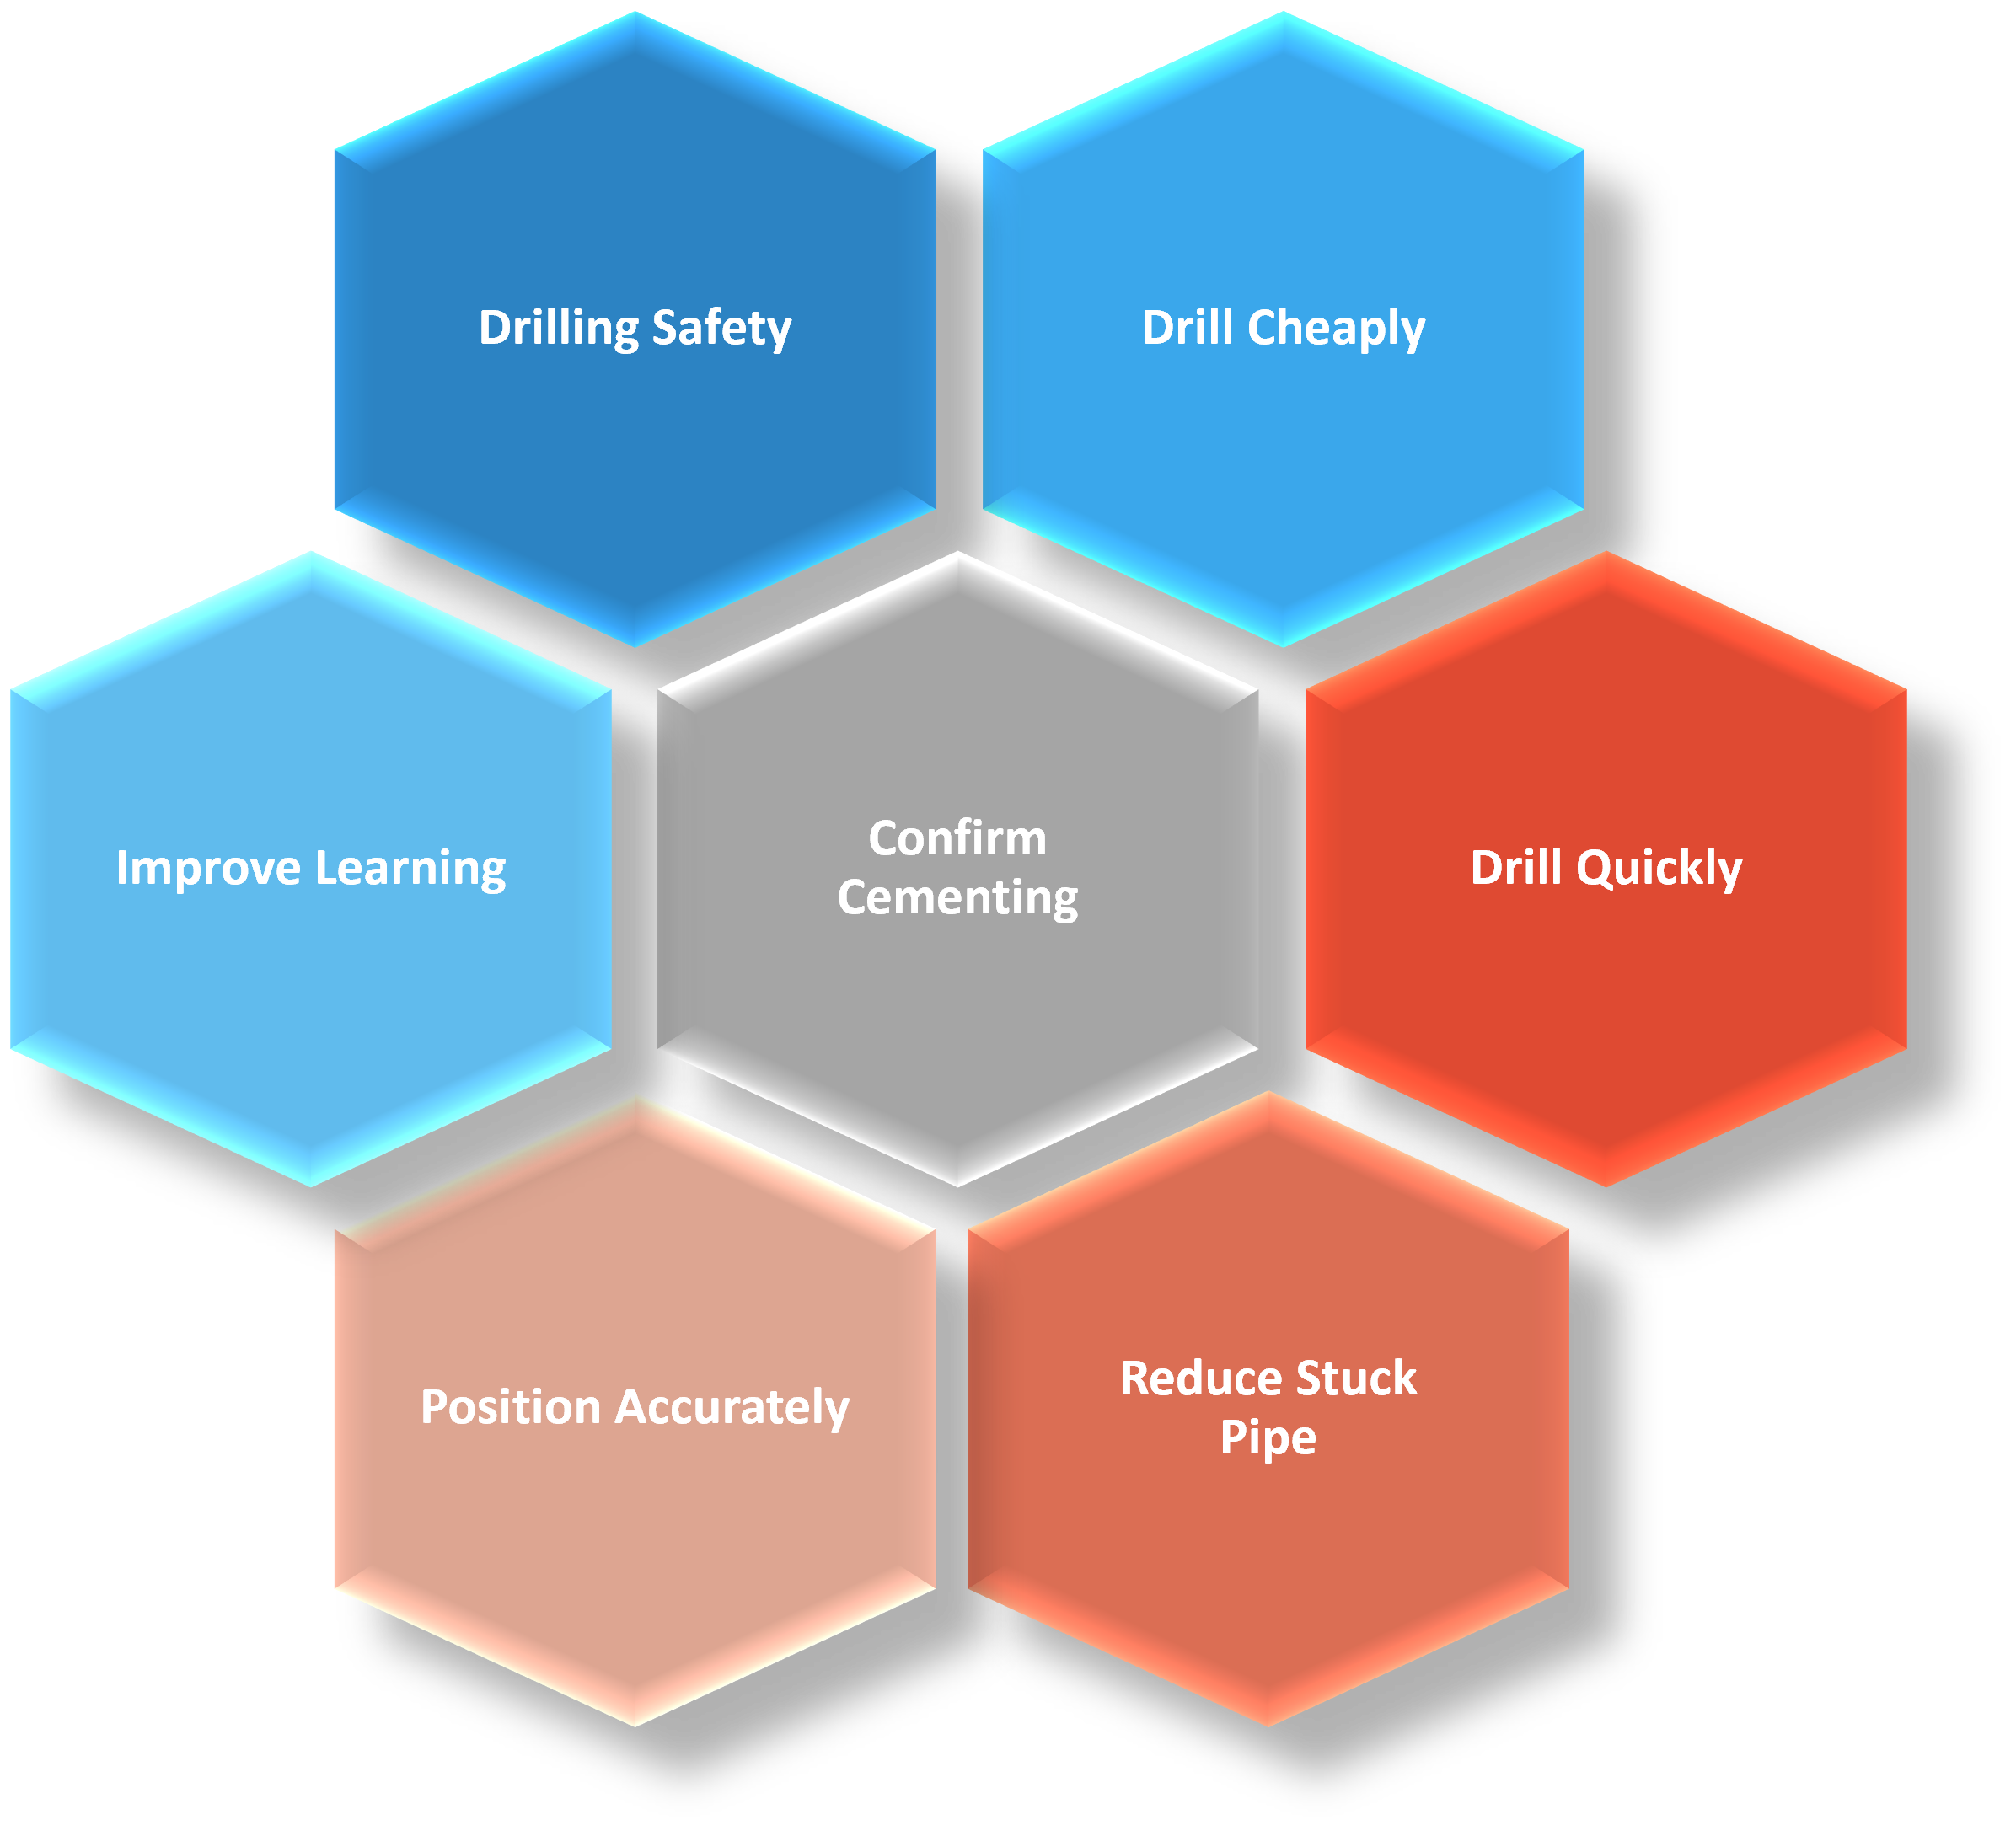 Drilling Safety
Drill Cheaply
Improve Learning
Confirm
Cementing
Drill Quickly
Position Accurately
Reduce Stuck
Pipe